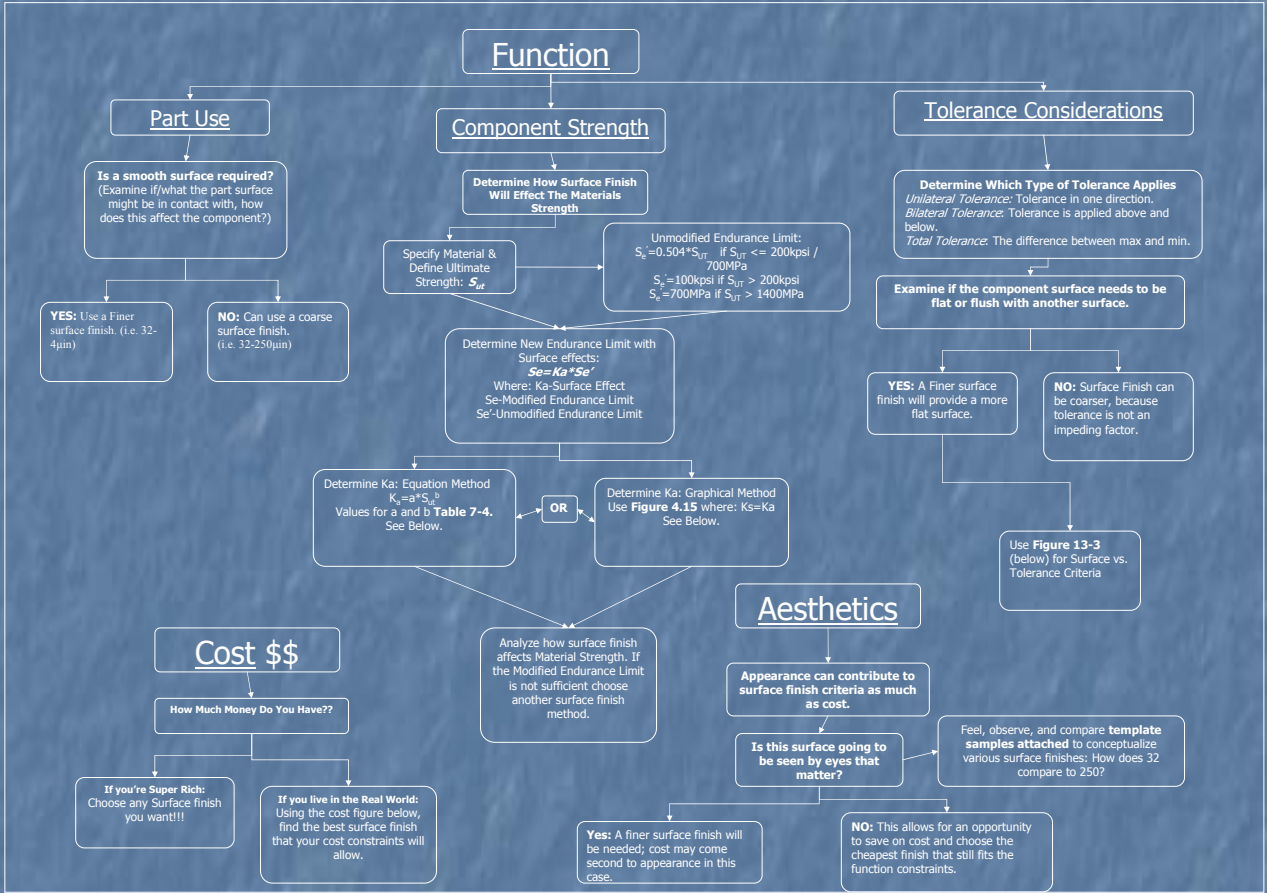 Function
Part Use
Is a smooth surface required?
(Examine if/what the part surface
might be in contact with, how
does this affect the component?)
YES: Use a Finer
surface finish. (i.e. 32-
4μin)
NO: Can use a coarse
surface finish.
(i.e. 32-250μin)
Component Strength
Determine How Surface Finish
Will Effect The Materials
Strength
Specify Material &
Define Ultimate
Strength: Sut
Unmodified Endurance Limit:
Se′=0.504*SUT if SUT <= 200kpsi /
700MPa
Se′=100kpsi if SUT > 200kpsi
Se′=700MPa if SUT > 1400MPa
Determine New Endurance Limit with
Surface effects:
Se=Ka*Se’
Where: Ka-Surface Effect
Se-Modified Endurance Limit
Se’-Unmodified Endurance Limit
Determine Ka: Equation Method
Ka=a*Sut^b
Values for a and b Table 7-4.
See Below.
OR
Determine Ka: Graphical Method
Use Figure 4.15 where: Ks=Ka
See Below.
Analyze how surface finish
affects Material Strength. If
the Modified Endurance Limit
is not sufficient choose
another surface finish
method.
Tolerance Considerations
Determine Which Type of Tolerance Applies
Unilateral Tolerance: Tolerance in one direction.
Bilateral Tolerance: Tolerance is applied above and
below.
Total Tolerance: The difference between max and min.
Examine if the component surface needs to be
flat or flush with another surface.
YES: A Finer surface
finish will provide a more
flat surface.
NO: Surface Finish can
be coarser, because
tolerance is not an
impeding factor.
Use Figure 13-3
(below) for Surface vs.
Tolerance Criteria
Cost $$
How Much Money Do You Have??
If you're Super Rich:
Choose any Surface finish
you want!!!
If you live in the Real World:
Using the cost figure below,
find the best surface finish
that your cost constraints will
allow.
Aesthetics
Appearance can contribute to
surface finish criteria as much
as cost.
Is this surface going to
be seen by eyes that
matter?
Feel, observe, and compare template
samples attached to conceptualize
various surface finishes: How does 32
compare to 250?
Yes: A finer surface finish will
be needed; cost may come
second to appearance in this
case.
NO: This allows for an opportunity
to save on cost and choose the
cheapest finish that still fits the
function constraints.